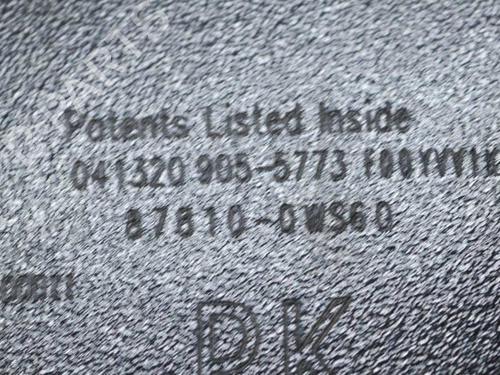 Patents Listed Inside
041320 905-5773
87810-0WS60
DK